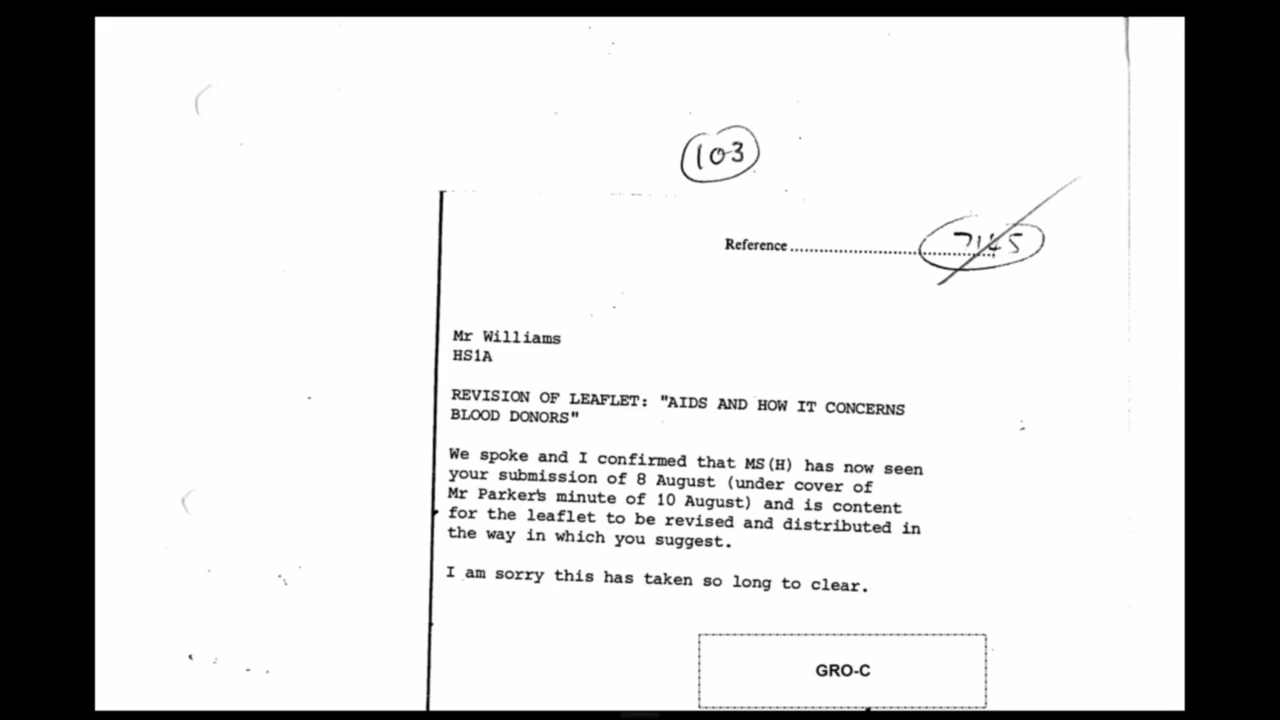 103
Reference ........................ 7145
Mr Williams
HS1A
REVISION OF LEAFLET: "AIDS AND HOW IT CONCERNS
BLOOD DONORS"
We spoke and I confirmed that MS(H) has now seen
your submission of 8 August (under cover of
Mr Parker's minute of 10 August) and is content
for the leaflet to be revised and distributed in
the way in which you suggest.
I am sorry this has taken so long to clear.
GRO-C